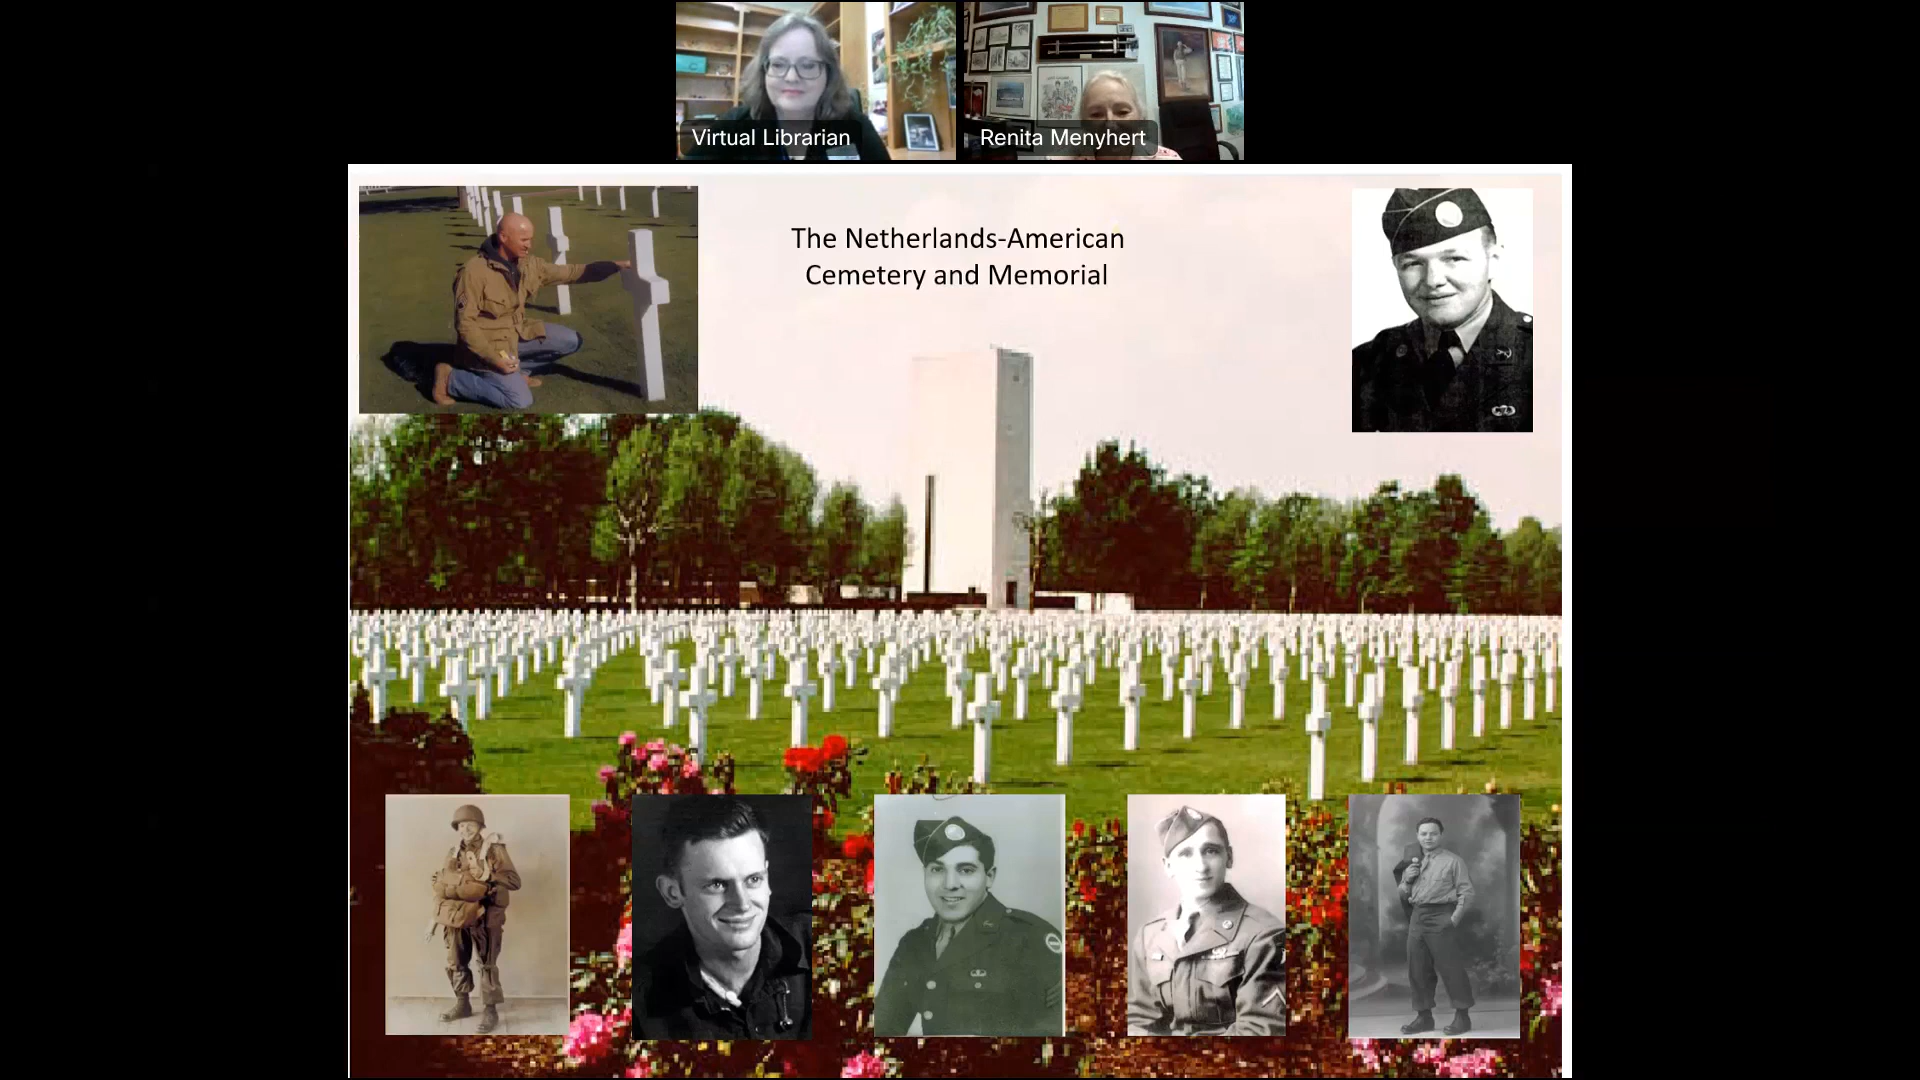 Virtual Librarian
Renita Menyhert
The Netherlands-American
Cemetery and Memorial